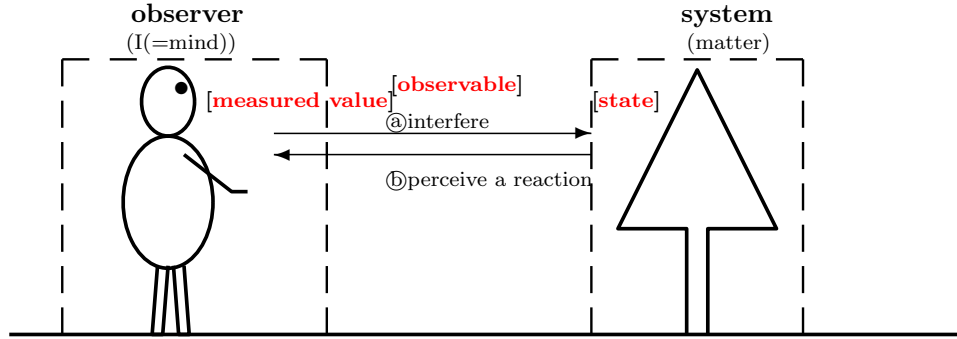 observer
(I(=mind))
system
(matter)
[observable]
[measured value]
[state]
ⓐinterfere
ⓑperceive a reaction